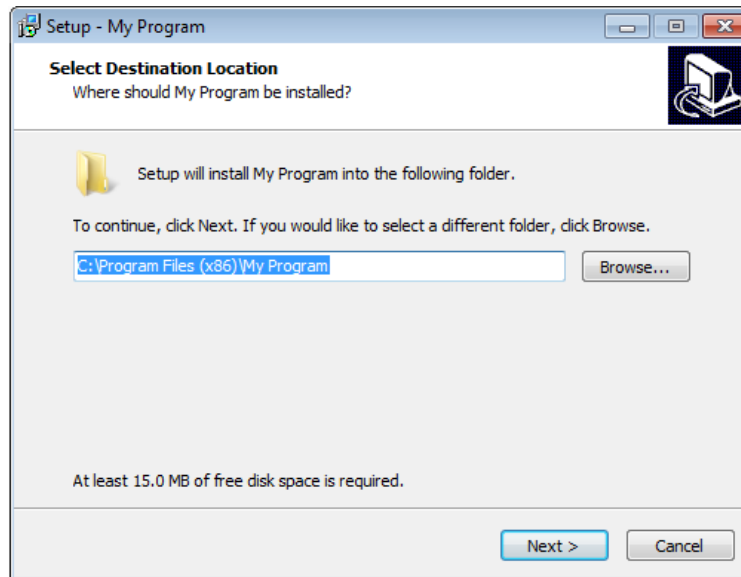 Setup - My Program
Select Destination Location
Where should My Program be installed?
Setup will install My Program into the following folder.
To continue, click Next. If you would like to select a different folder, click Browse.
C:\Program Files (x86)\My Program
Browse...
At least 15.0 MB of free disk space is required.
Next >
Cancel